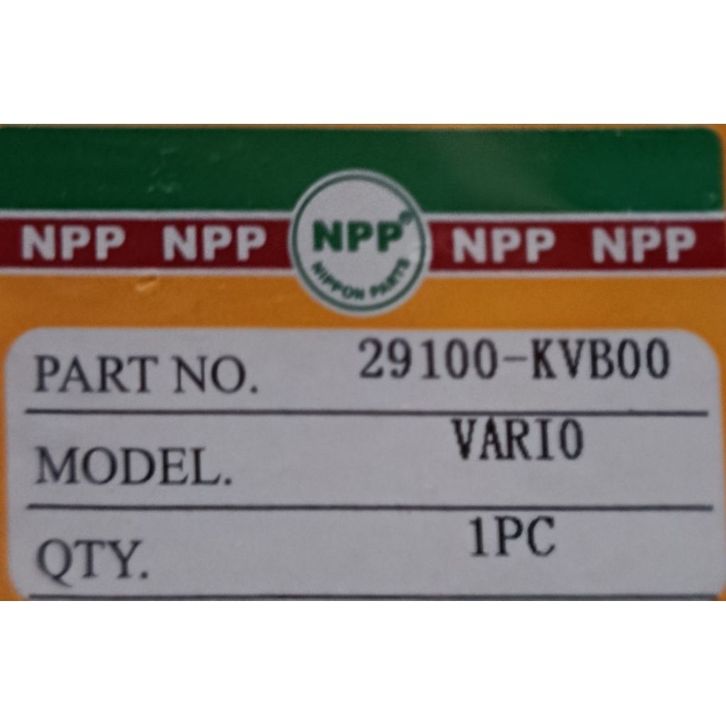 NPP NPP NPP® NPP NPP
NIPPON PARTS
PART NO. 29100-KVB00
MODEL. VARIO
QTY. 1PC